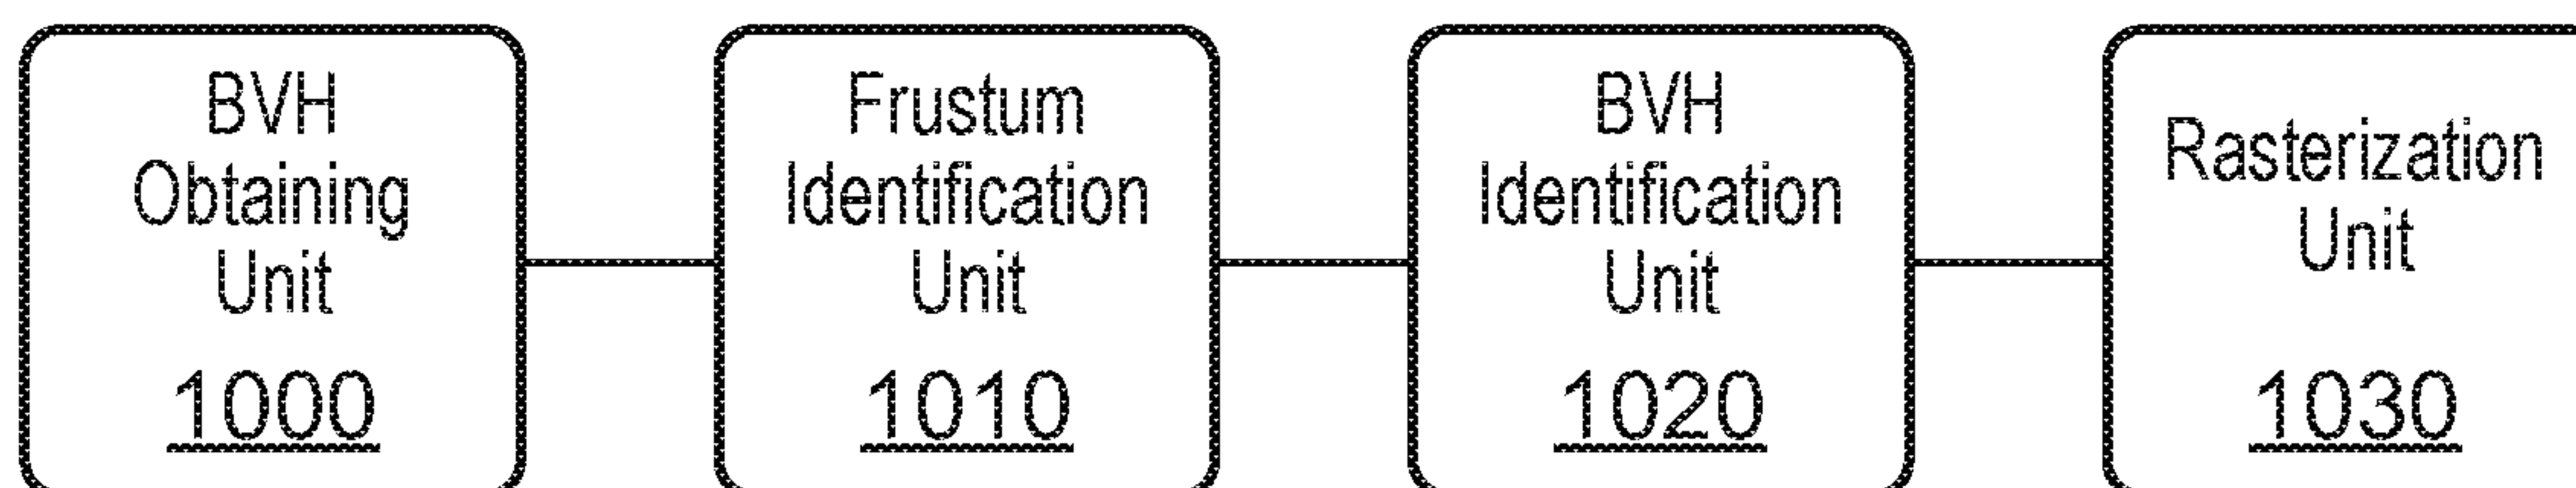 BVH
Obtaining
Unit
1000
Frustum
Identification
Unit
1010
BVH
Identification
Unit
1020
Rasterization
Unit
1030